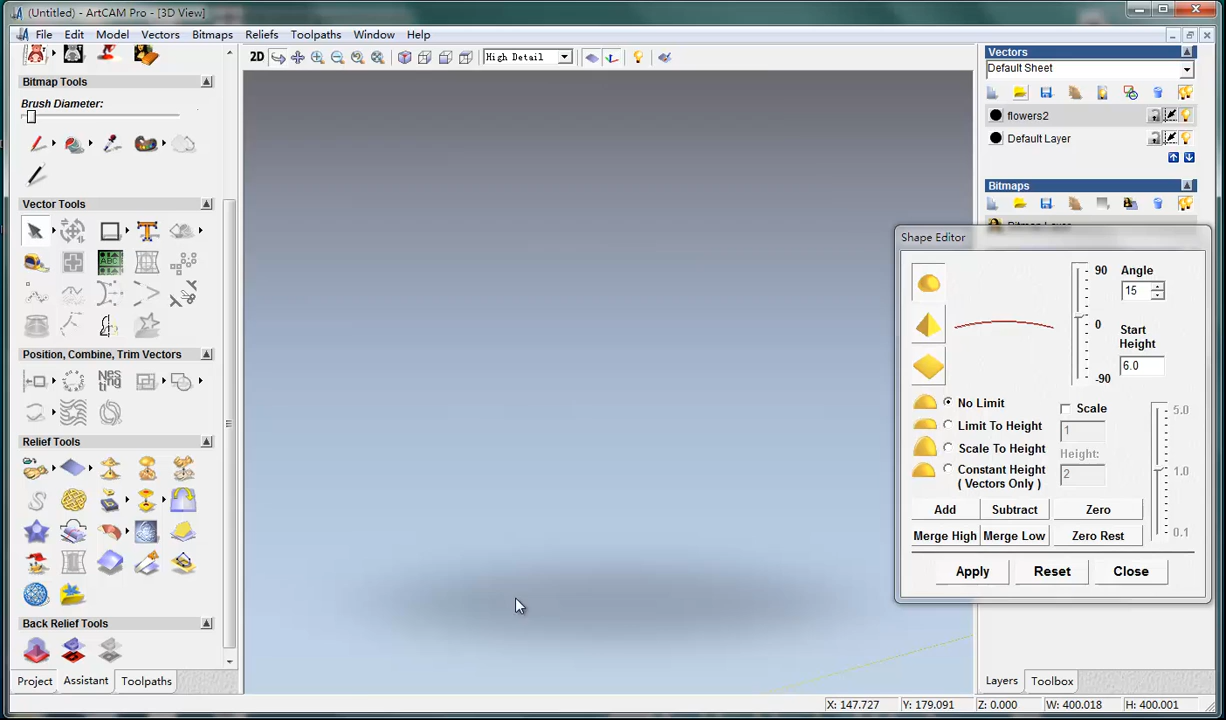 (Untitled) - ArtCAM Pro - [3D View]
File Edit Model Vectors Bitmaps Reliefs Toolpaths Window Help
2D High Detail
Bitmap Tools
Brush Diameter:
Vector Tools
ABC
Position, Combine, Trim Vectors
Nes
ting
Relief Tools
Back Relief Tools
Project Assistant Toolpaths
Vectors
Default Sheet
flowers2
Default Layer
Bitmaps
Shape Editor
90
Angle
15
0
Start
Height
6.0
-90
No Limit
Limit To Height
Scale To Height
Constant Height
( Vectors Only )
Scale
1
Height:
2
5.0
1.0
0.1
Add Subtract Zero
Merge High Merge Low Zero Rest
Apply Reset Close
Layers Toolbox
X: 147.727 Y: 179.091 Z: 0.000 W: 400.018 H: 400.001